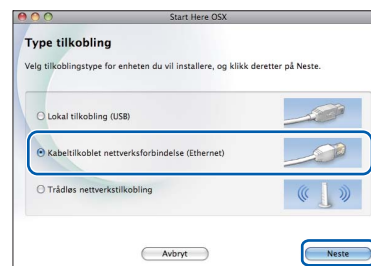 Start Here OSX
Type tilkobling
Velg tilkoblingstype for enheten du vil installere, og klikk deretter på Neste.
Lokal tilkobling (USB)
Kabeltilkoblet nettverksforbindelse (Ethernet)
Trådløs nettverkstilkobling
Avbryt
Neste